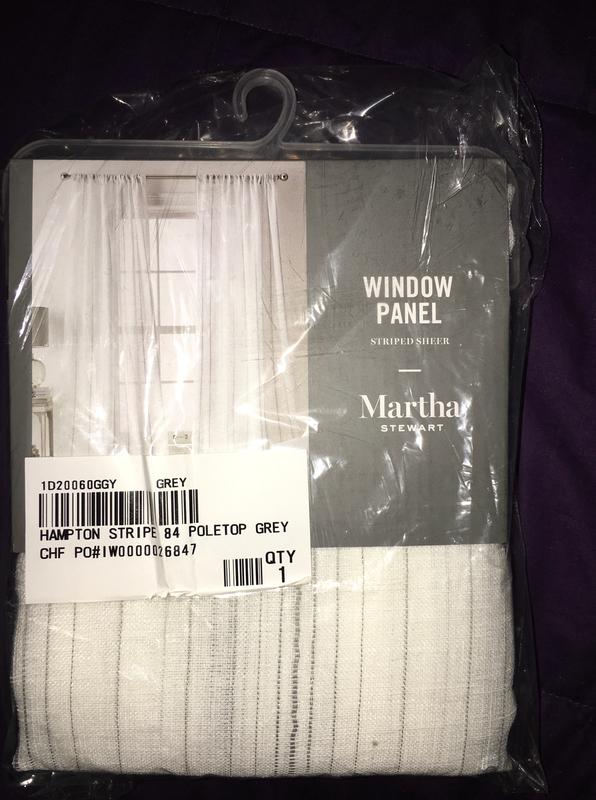 WINDOW
PANEL
STRIPED SHEER
Martha
STEWART
1D20060GGY GREY
HAMPTON STRIPE 84 POLETOP GREY
CHF PO#IW0000026847
QTY
1